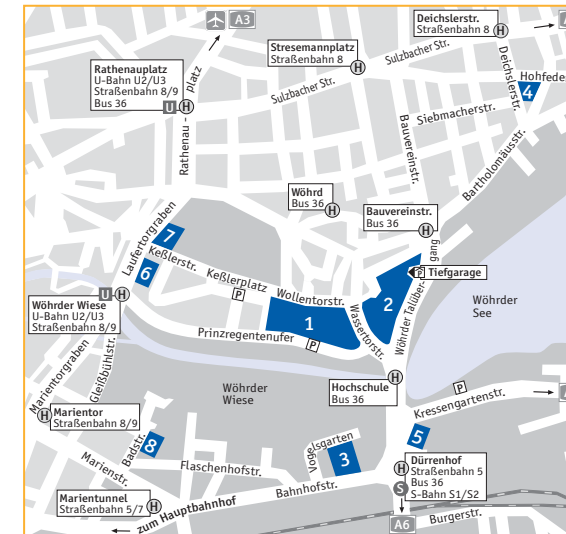 A3
Deichslerstr.
Straßenbahn 8
Stresemannplatz
Straßenbahn 8
Sulzbacher Str.
Sulzbacher Str.
Rathenauplatz
U-Bahn U2/U3
Straßenbahn 8/9
Bus 36
U
H
H
H
Rathenau-platz
Deichslerstr.
Hohfedes
4
Siebmacherstr.
Bauvereinstr.
Bartholomäusstr.
Wöhrd
Bus 36
H
Bauvereinstr.
Bus 36
H
Laufertorgraben
7
6
Keßlerstr.
Keßlerplatz
P
Wollentorstr.
1
2
P
Tiefgarage
Wöhrder Talübergang
Wassertorstr.
Wöhrder
See
U
H
Wöhrder Wiese
U-Bahn U2/U3
Straßenbahn 8/9
Prinzregentenufer
P
Marientorgraben
Gleißbühlstr.
Wöhrder
Wiese
Hochschule
Bus 36
H
P
Kressengartenstr.
H
Marientor
Straßenbahn 8/9
Badstr.
8
Vogelsgarten
3
5
Marienstr.
Flaschenhofstr.
Bahnhofstr.
H
S
Dürrenhof
Straßenbahn 5
Bus 36
S-Bahn S1/S2
Marientunnel
Straßenbahn 5/7
H
zum Hauptbahnhof
A6
Burgerstr.